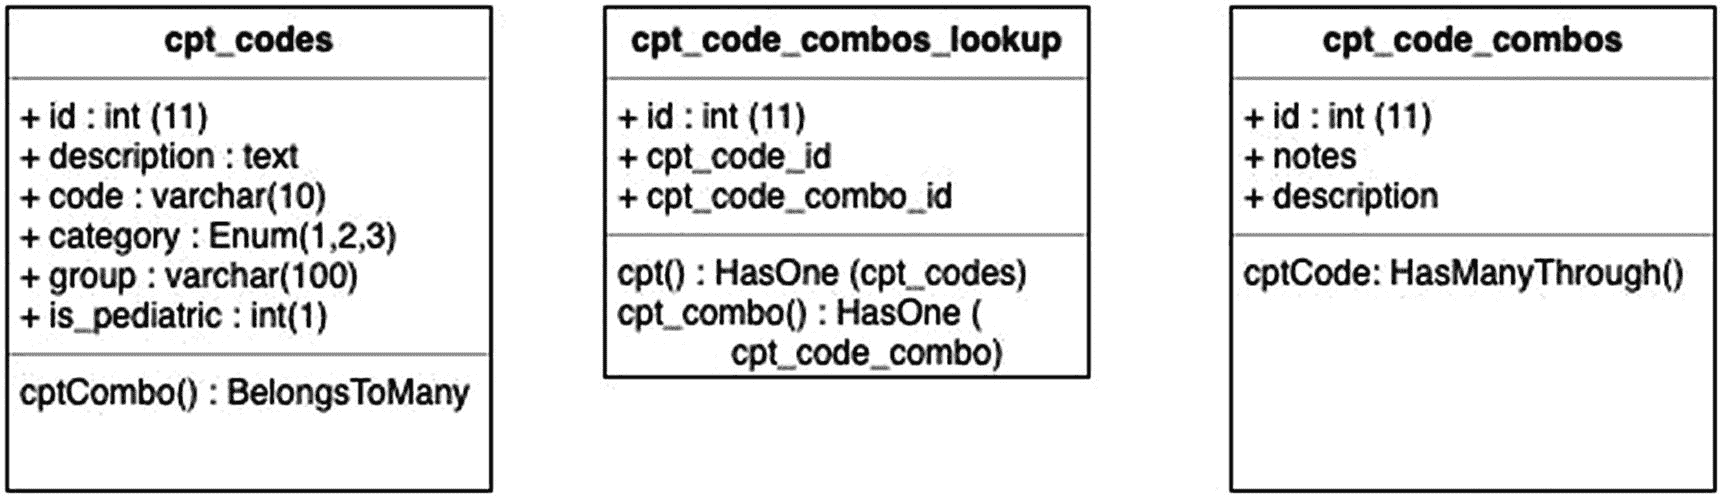 cpt_codes
+ id : int (11)
+ description : text
+ code : varchar(10)
+ category : Enum(1,2,3)
+ group : varchar(100)
+ is_pediatric : int(1)
cptCombo() : BelongsToMany
cpt_code_combos_lookup
+ id : int (11)
+ cpt_code_id
+ cpt_code_combo_id
cpt() : HasOne (cpt_codes)
cpt_combo() : HasOne (
cpt_code_combo)
cpt_code_combos
+ id : int (11)
+ notes
+ description
cptCode: HasManyThrough()